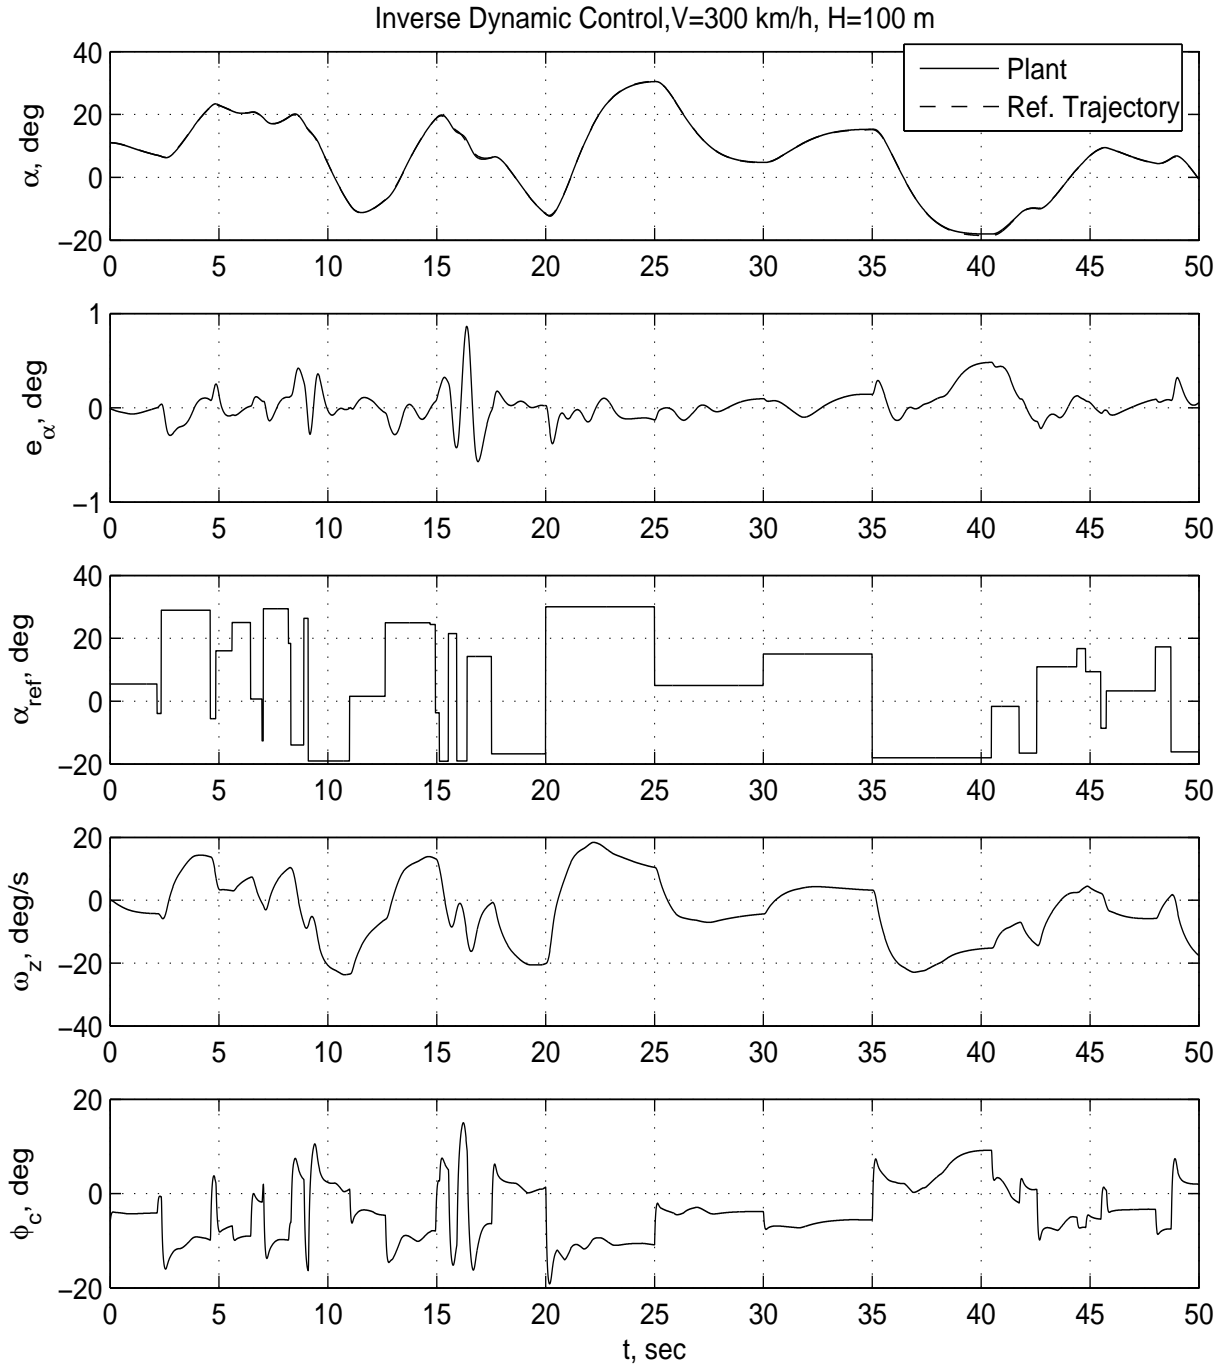 Inverse Dynamic Control,V=300 km/h, H=100 m
Plant
Ref. Trajectory
α, deg
40
20
0
−20
0 5 10 15 20 25 30 35 40 45 50
e_α, deg
1
0
−1
0 5 10 15 20 25 30 35 40 45 50
α_ref, deg
40
20
0
−20
0 5 10 15 20 25 30 35 40 45 50
ω_z, deg/s
20
0
−20
−40
0 5 10 15 20 25 30 35 40 45 50
ϕ_c, deg
20
0
−20
0 5 10 15 20 25 30 35 40 45 50
t, sec